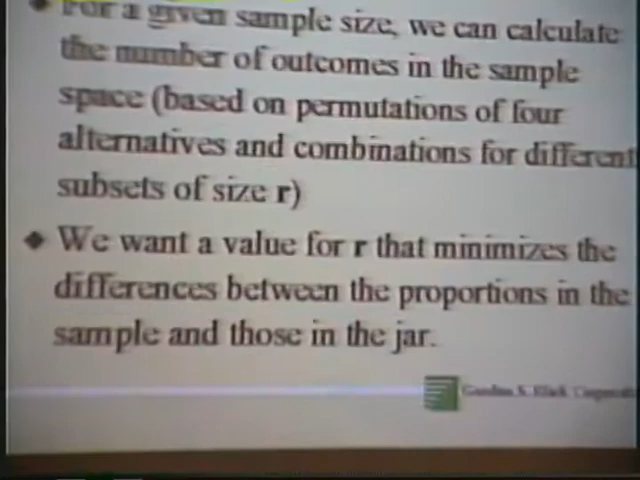 For a given sample size, we can calculate
the number of outcomes in the sample
space (based on permutations of four
alternatives and combinations for different
subsets of size r)
We want a value for r that minimizes the
differences between the proportions in the
sample and those in the jar.
Gordon S. Black